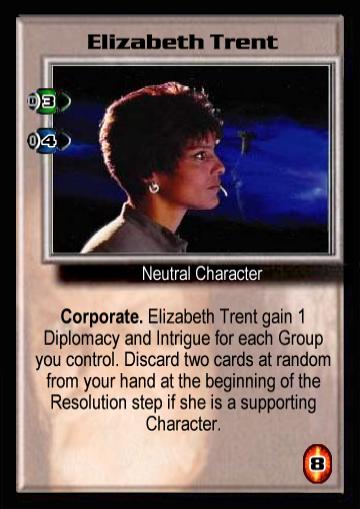 Elizabeth Trent
3
4
Neutral Character
Corporate. Elizabeth Trent gain 1
Diplomacy and Intrigue for each Group
you control. Discard two cards at random
from your hand at the beginning of the
Resolution step if she is a supporting
Character.
8